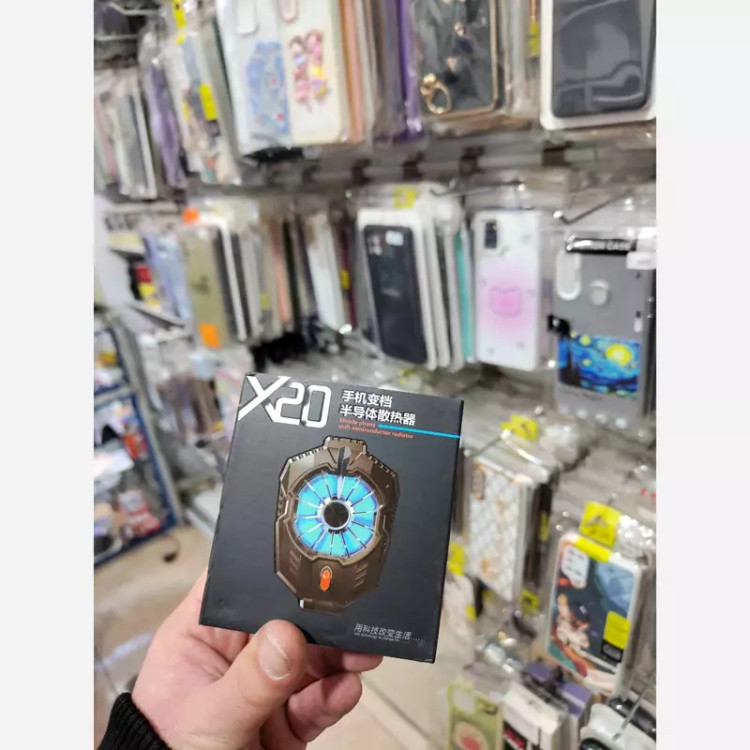 X20
手机变档
半导体散热器
Mobile phone
shift semiconductor radiator
用科技改变生活......